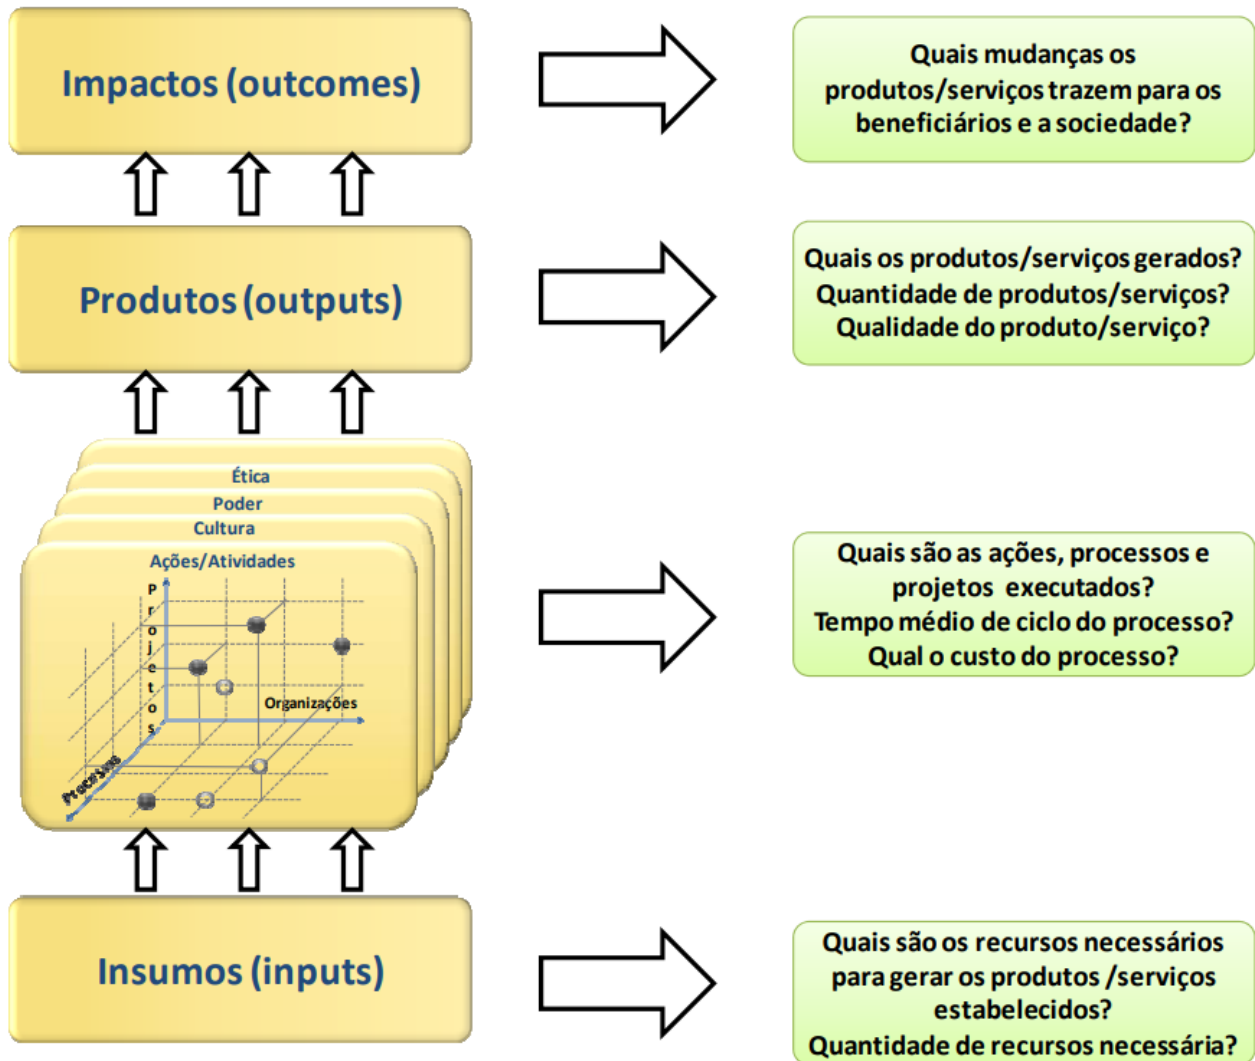 Impactos (outcomes)
Quais mudanças os
produtos/serviços trazem para os
beneficiários e a sociedade?
Produtos (outputs)
Quais os produtos/serviços gerados?
Quantidade de produtos/serviços?
Qualidade do produto/serviço?
Ética
Poder
Cultura
Ações/Atividades
Projetos
Organizações
Processos
Quais são as ações, processos e
projetos executados?
Tempo médio de ciclo do processo?
Qual o custo do processo?
Insumos (inputs)
Quais são os recursos necessários
para gerar os produtos /serviços
estabelecidos?
Quantidade de recursos necessária?